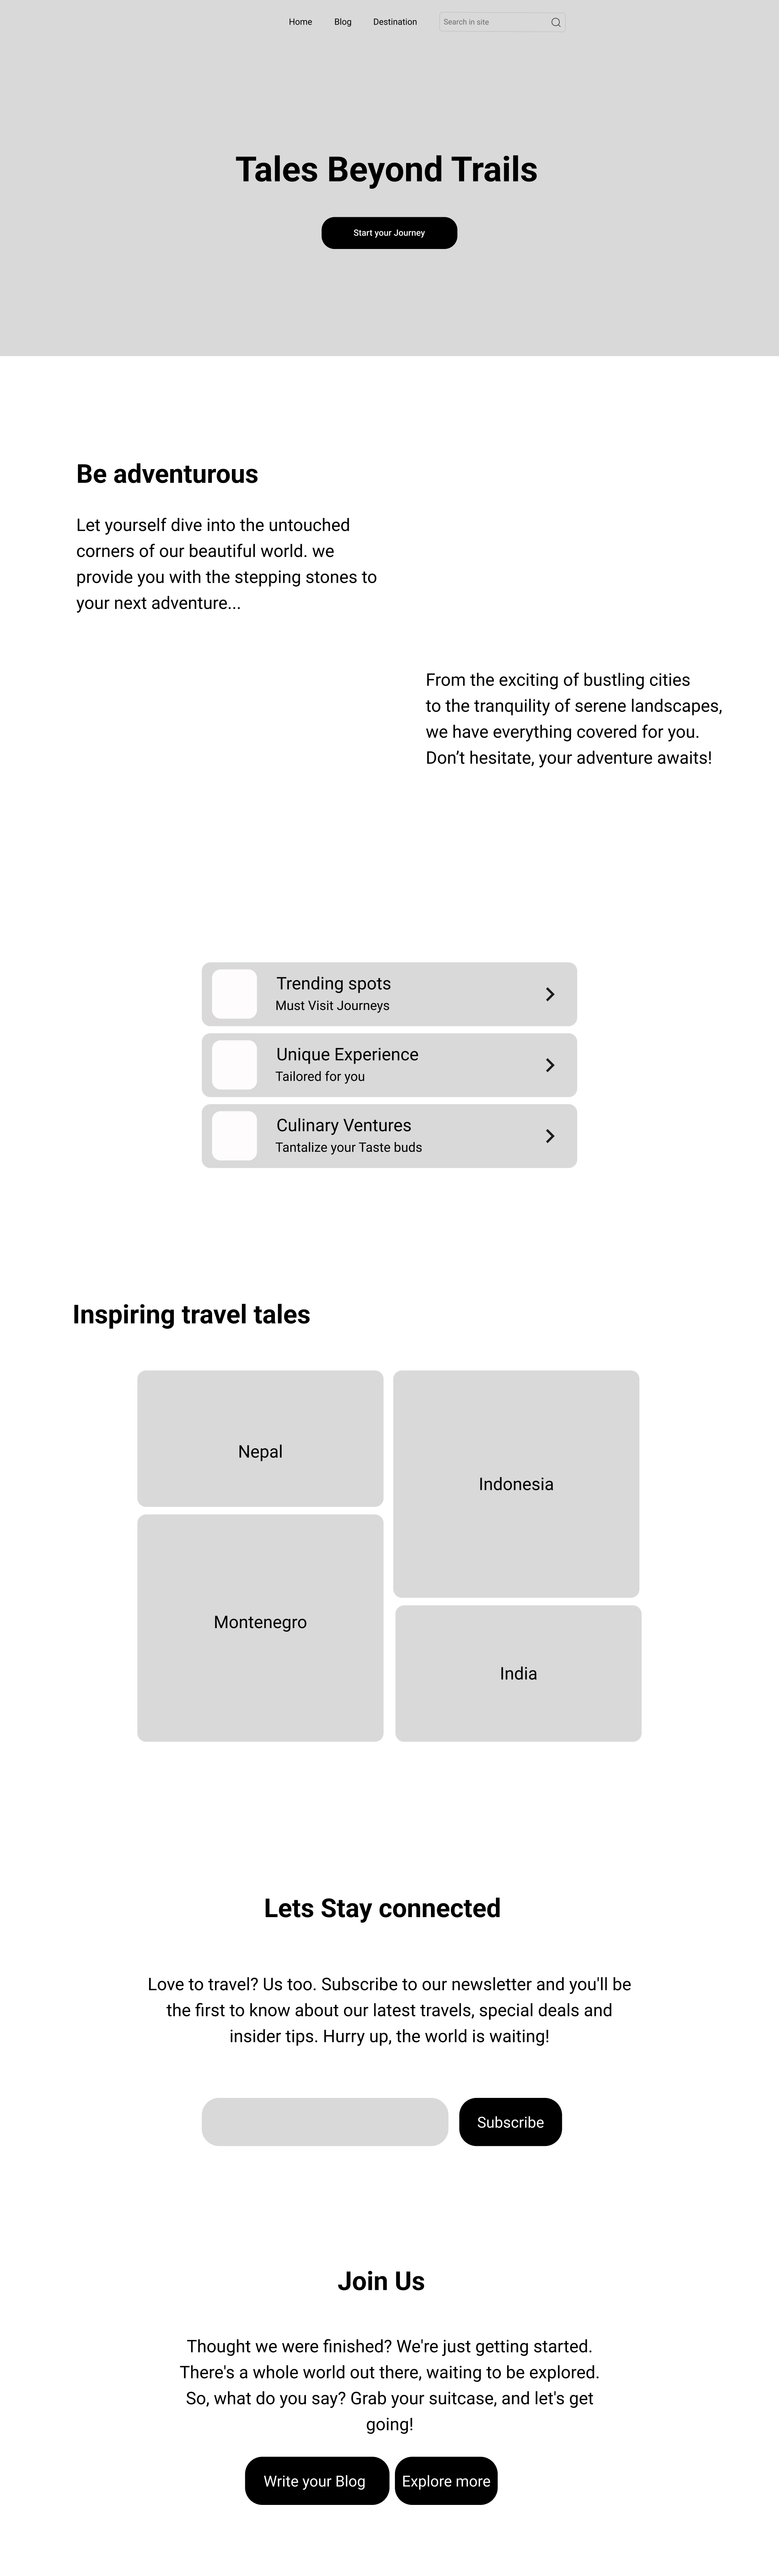 Home Blog Destination Search in site
Tales Beyond Trails
Start your Journey
Be adventurous
Let yourself dive into the untouched
corners of our beautiful world. we
provide you with the stepping stones to
your next adventure...
From the exciting of bustling cities
to the tranquility of serene landscapes,
we have everything covered for you.
Don’t hesitate, your adventure awaits!
Trending spots
Must Visit Journeys
Unique Experience
Tailored for you
Culinary Ventures
Tantalize your Taste buds
Inspiring travel tales
Nepal
Indonesia
Montenegro
India
Lets Stay connected
Love to travel? Us too. Subscribe to our newsletter and you'll be
the first to know about our latest travels, special deals and
insider tips. Hurry up, the world is waiting!
Subscribe
Join Us
Thought we were finished? We're just getting started.
There's a whole world out there, waiting to be explored.
So, what do you say? Grab your suitcase, and let's get
going!
Write your Blog
Explore more